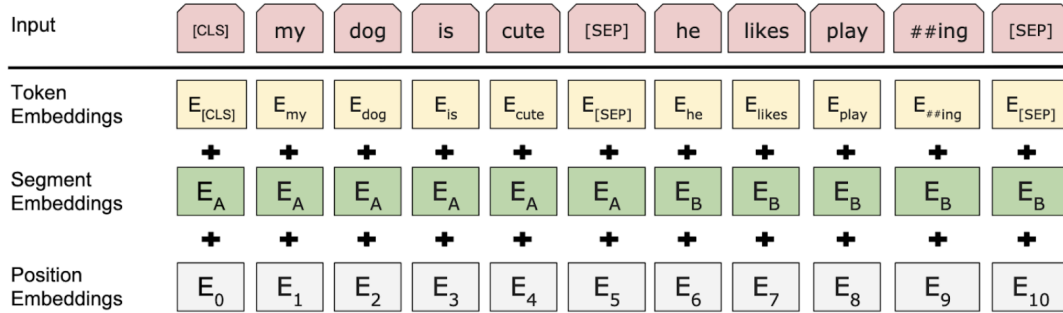 Input [CLS] my dog is cute [SEP] he likes play ##ing [SEP]
Token Embeddings E[CLS] Emy Edog Eis Ecute E[SEP] Ehe Elikes Eplay E##ing E[SEP]
+ + + + + + + + + + +
Segment Embeddings EA EA EA EA EA EA EB EB EB EB EB
+ + + + + + + + + + +
Position Embeddings E0 E1 E2 E3 E4 E5 E6 E7 E8 E9 E10